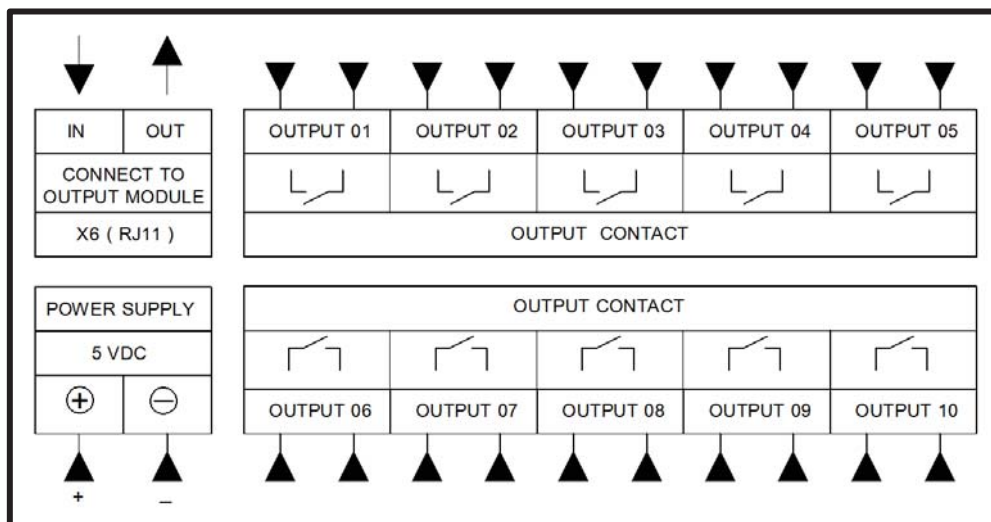 IN
OUT
CONNECT TO
OUTPUT MODULE
X6 ( RJ11 )
OUTPUT 01
OUTPUT 02
OUTPUT 03
OUTPUT 04
OUTPUT 05
OUTPUT CONTACT
POWER SUPPLY
5 VDC
+
−
+
−
OUTPUT CONTACT
OUTPUT 06
OUTPUT 07
OUTPUT 08
OUTPUT 09
OUTPUT 10